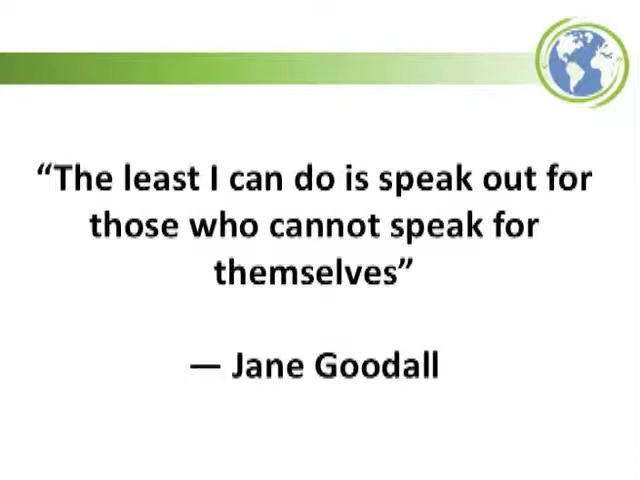 “The least I can do is speak out for
those who cannot speak for
themselves”
— Jane Goodall